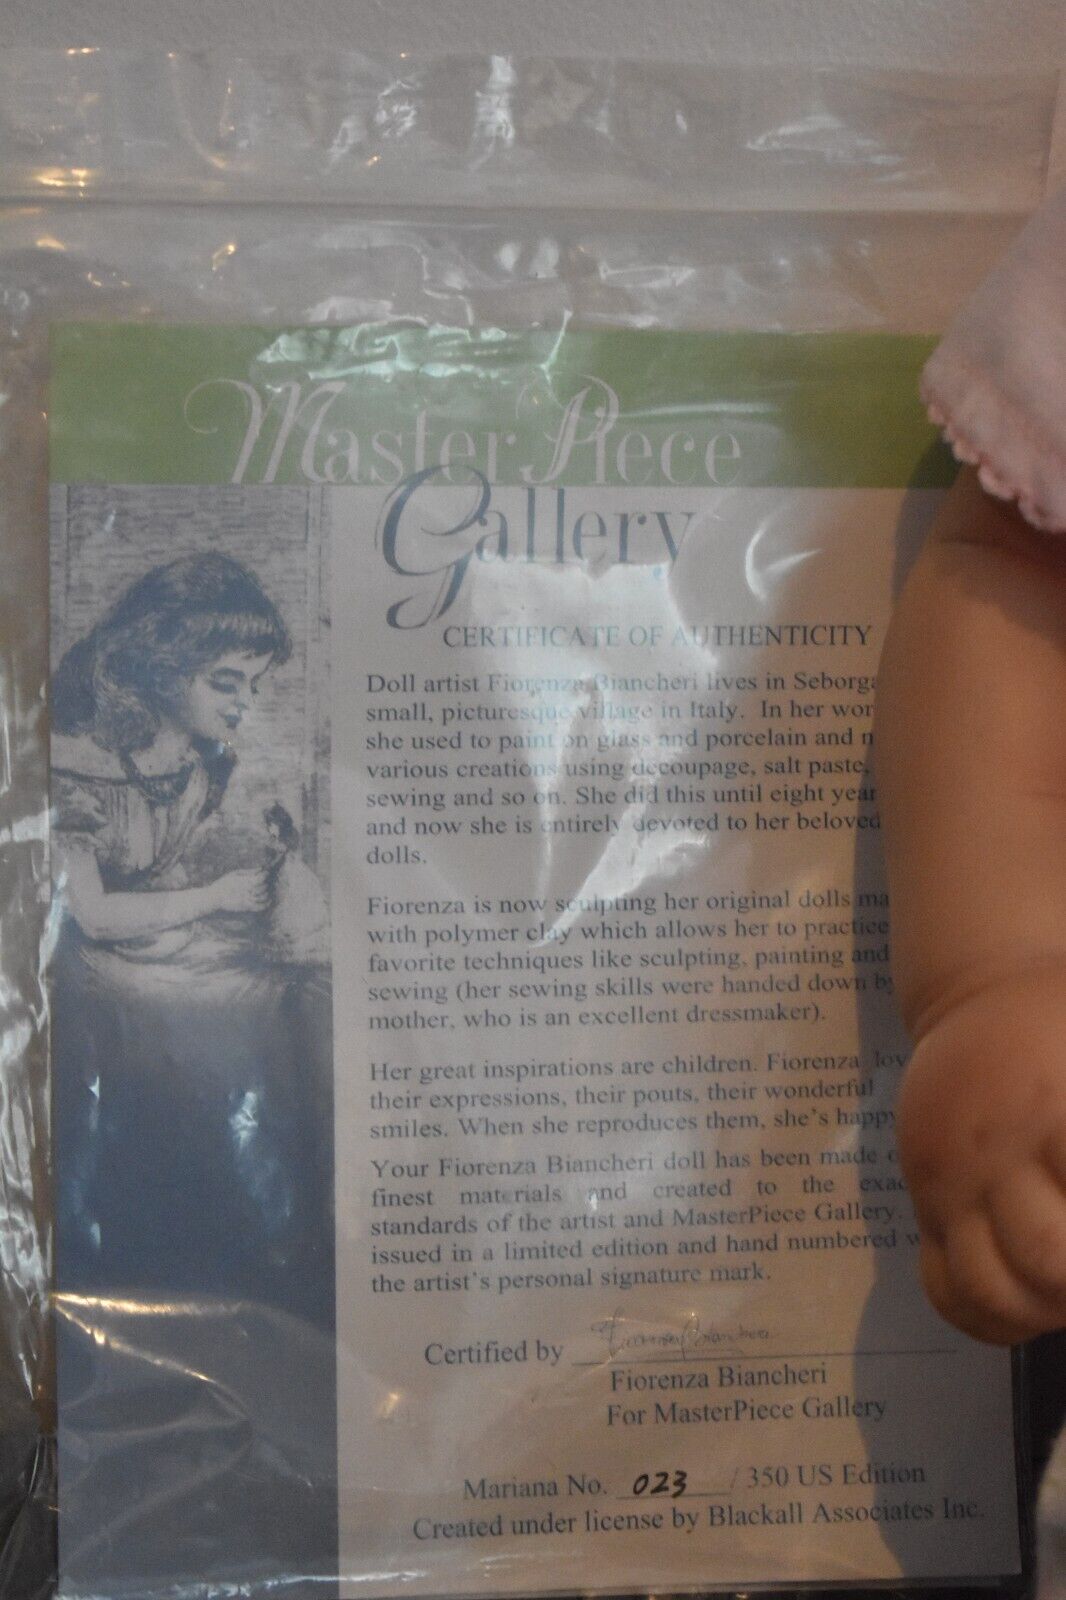 Master Piece
Gallery
CERTIFICATE OF AUTHENTICITY
Doll artist Fiorenza Biancheri lives in Seborga
small, picturesque village in Italy. In her wor
she used to paint on glass and porcelain and
various creations using decoupage, salt paste,
sewing and so on. She did this until eight year
and now she is entirely devoted to her beloved
dolls.
Fiorenza is now sculpting her original dolls ma
with polymer clay which allows her to practice
favorite techniques like sculpting, painting and
sewing (her sewing skills were handed down by
mother, who is an excellent dressmaker).
Her great inspirations are children. Fiorenza lov
their expressions, their pouts, their wonderful
smiles. When she reproduces them, she's happy
Your Fiorenza Biancheri doll has been made
finest materials and created to the exac
standards of the artist and MasterPiece Gallery.
issued in a limited edition and hand numbered w
the artist's personal signature mark.
Certified by Fiorenza Biancheri
Fiorenza Biancheri
For MasterPiece Gallery
Mariana No. 023 / 350 US Edition
Created under license by Blackall Associates Inc.